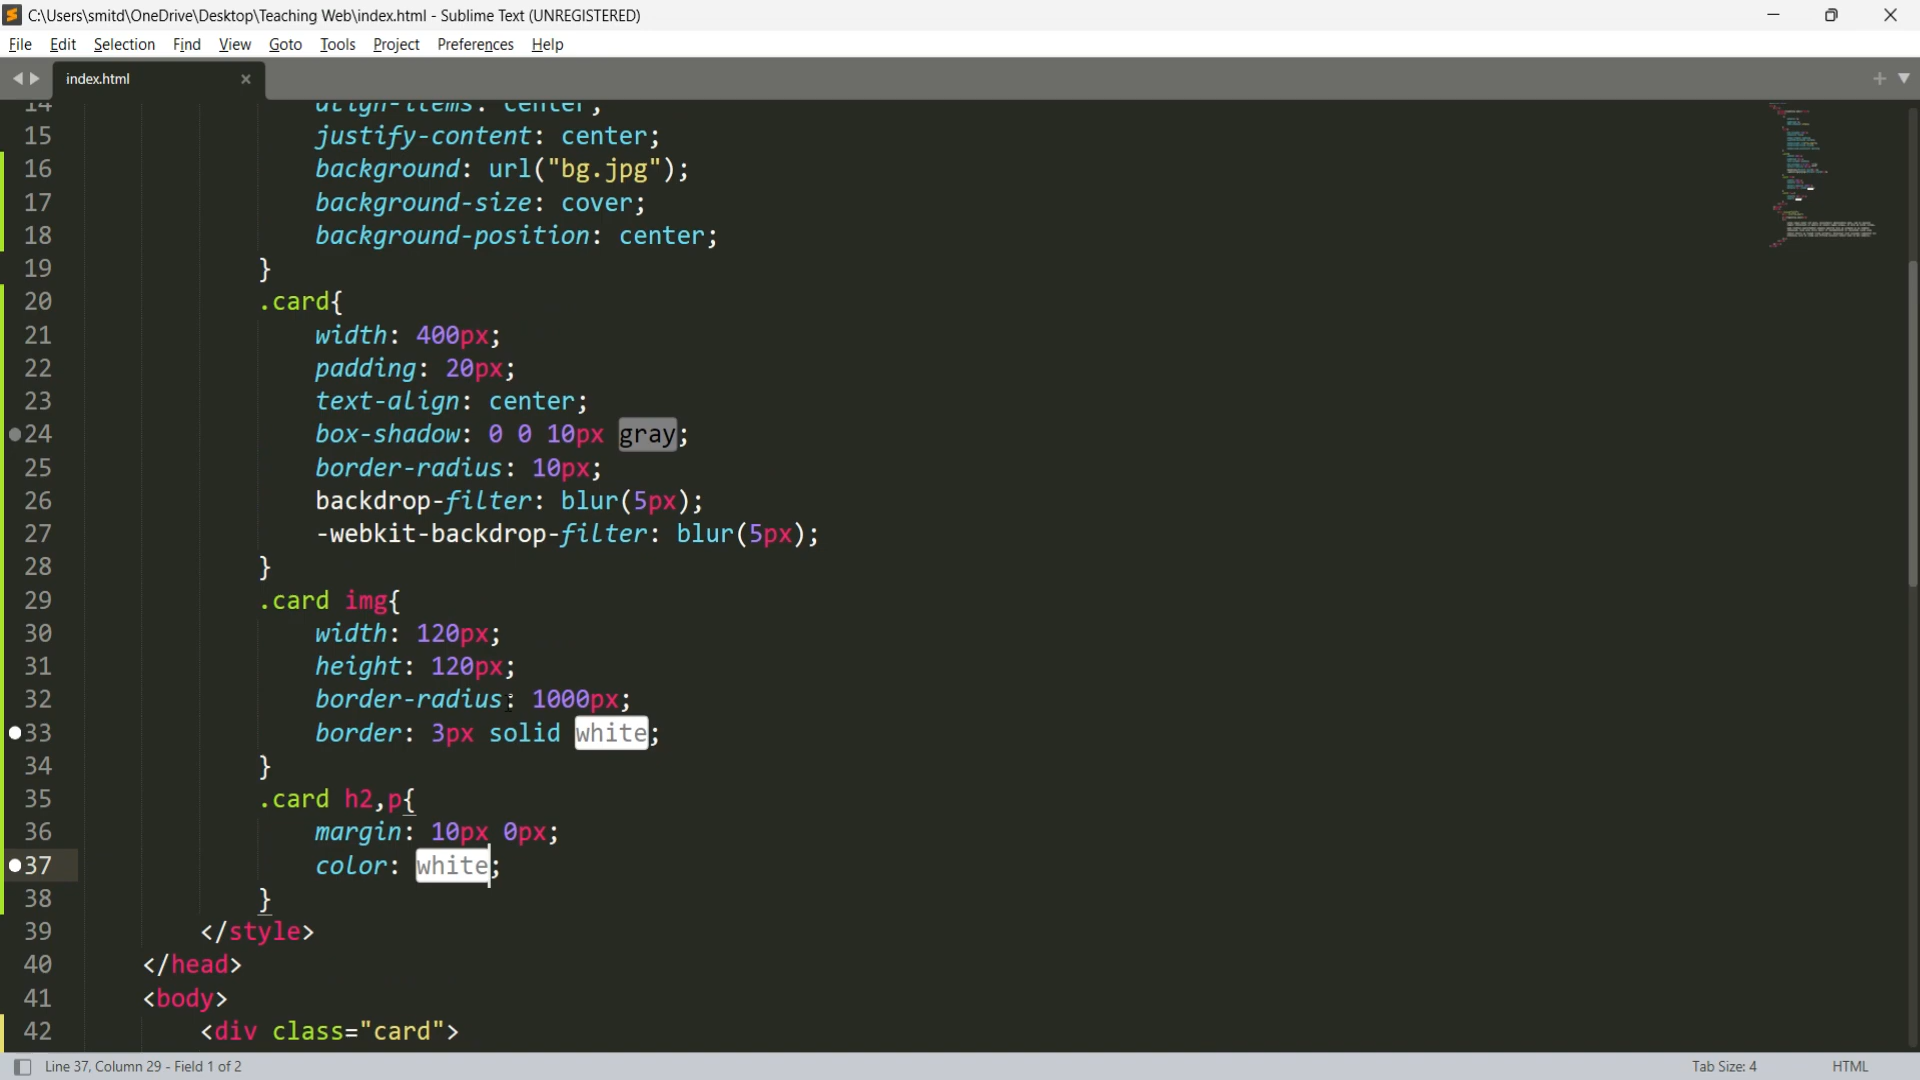 C:\Users\smitd\OneDrive\Desktop\Teaching Web\index.html - Sublime Text (UNREGISTERED)
File Edit Selection Find View Goto Tools Project Preferences Help
index.html
14 align-items: center;
15 justify-content: center;
16 background: url("bg.jpg");
17 background-size: cover;
18 background-position: center;
19 }
20 .card{
21 width: 400px;
22 padding: 20px;
23 text-align: center;
24 box-shadow: 0 0 10px gray;
25 border-radius: 10px;
26 backdrop-filter: blur(5px);
27 -webkit-backdrop-filter: blur(5px);
28 }
29 .card img{
30 width: 120px;
31 height: 120px;
32 border-radius: 1000px;
33 border: 3px solid white;
34 }
35 .card h2,p{
36 margin: 10px 0px;
37 color: white;
38 }
39 </style>
40 </head>
41 <body>
42 <div class="card">
Line 37, Column 29 - Field 1 of 2 Tab Size: 4 HTML